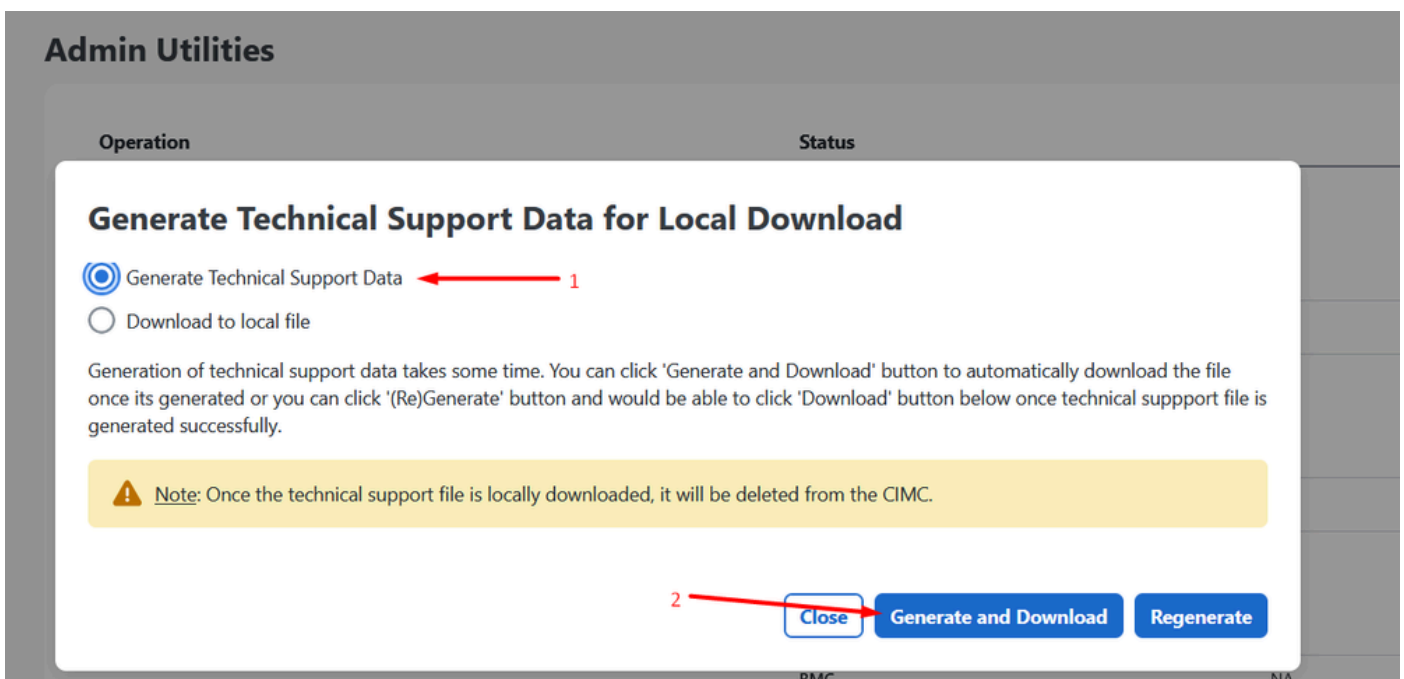 Admin Utilities
Operation Status
Generate Technical Support Data for Local Download
Generate Technical Support Data 1
Download to local file
Generation of technical support data takes some time. You can click 'Generate and Download' button to automatically download the file
once its generated or you can click '(Re)Generate' button and would be able to click 'Download' button below once technical suppport file is
generated successfully.
Note: Once the technical support file is locally downloaded, it will be deleted from the CIMC.
2
Close Generate and Download Regenerate
BMC NA